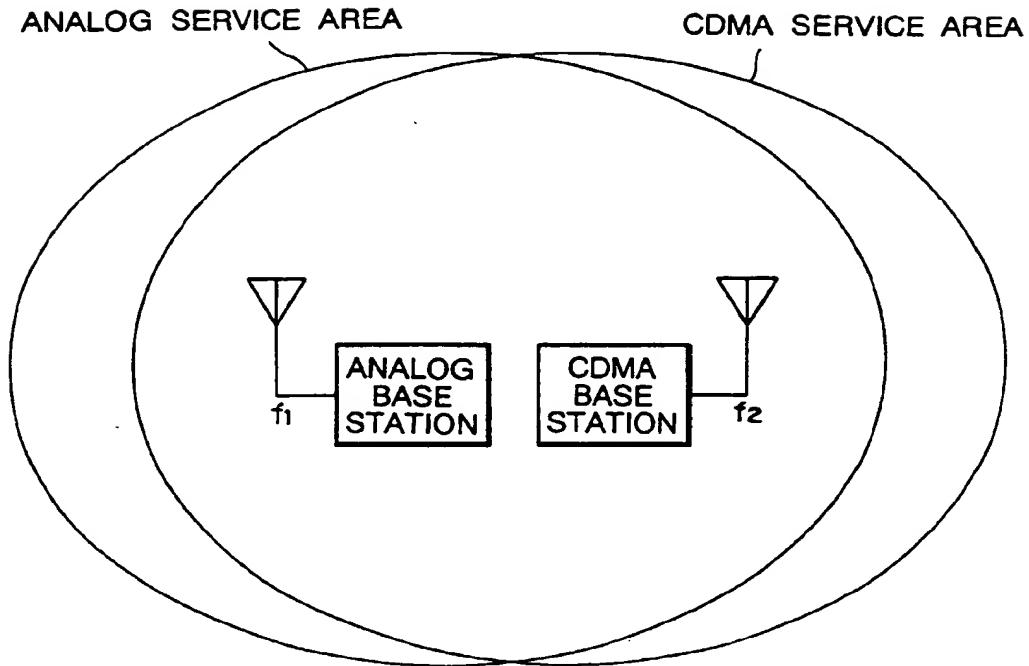 ANALOG SERVICE AREA
CDMA SERVICE AREA
ANALOG
BASE
STATION
CDMA
BASE
STATION
f1
f2